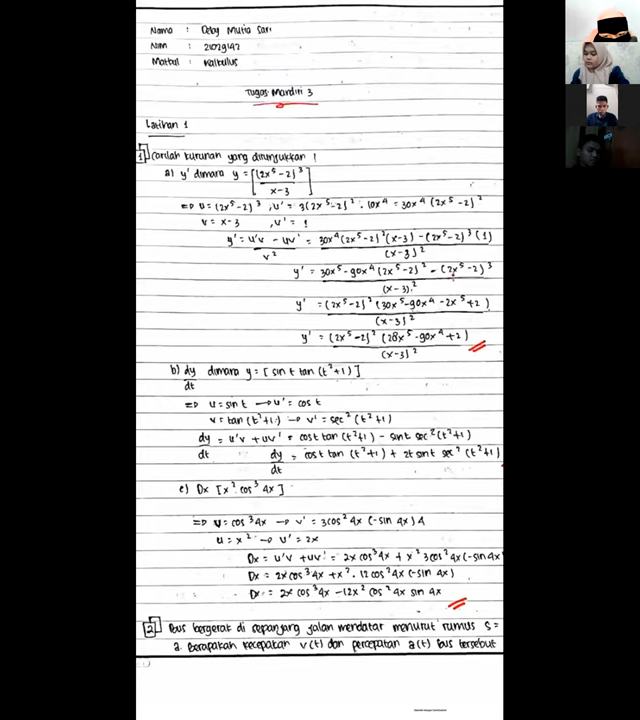 Nama : Deby Mutia Sari
Nim : 21029142
Matkul : Kalkulus
Tugas Mandiri 3
Latihan 1
1 Carilah turunan yang ditunjukkan !
a) y' dimana y = [(2x⁵-2)³ / x-3]
=> u = (2x⁵-2)³ , u' = 3(2x⁵-2)² . 10x⁴ = 30x⁴ (2x⁵-2)²
v = x-3 , v' = 1
y' = u'v - uv' / v² = 30x⁴(2x⁵-2)²(x-3) - (2x⁵-2)³ (1) / (x-3)²
y' = 30x⁵-90x⁴(2x⁵-2)² - (2x⁵-2)³ / (x-3)²
y' = (2x⁵-2)² (30x⁵-90x⁴-2x⁵+2) / (x-3)²
y' = (2x⁵-2)² (28x⁵-90x⁴+2) / (x-3)²
b) dy/dt dimana y = [sin t tan (t²+1)]
=> u = sin t → u' = cos t
v = tan (t²+1) → v' = sec² (t²+1)
dy/dt = u'v + uv' = cos t tan (t²+1) - sin t sec² (t²+1)
dy/dt = cos t tan (t²+1) + 2t sin t sec² (t²+1)
c) Dx [x² cos³ 4x]
=> v = cos³ 4x → v' = 3cos² 4x (-sin 4x) 4
u = x² → u' = 2x
Dx = u'v + uv' = 2x cos³ 4x + x² 3cos² 4x (-sin 4x
Dx = 2x cos³ 4x + x² . 12 cos² 4x (-sin 4x)
Dx = 2x cos³ 4x - 12x² cos² 4x sin 4x
2 Bus bergerak di sepanjang jalan mendatar menurut rumus s =
a. Berapakah kecepatan v(t) dan percepatan a(t) bus tersebut